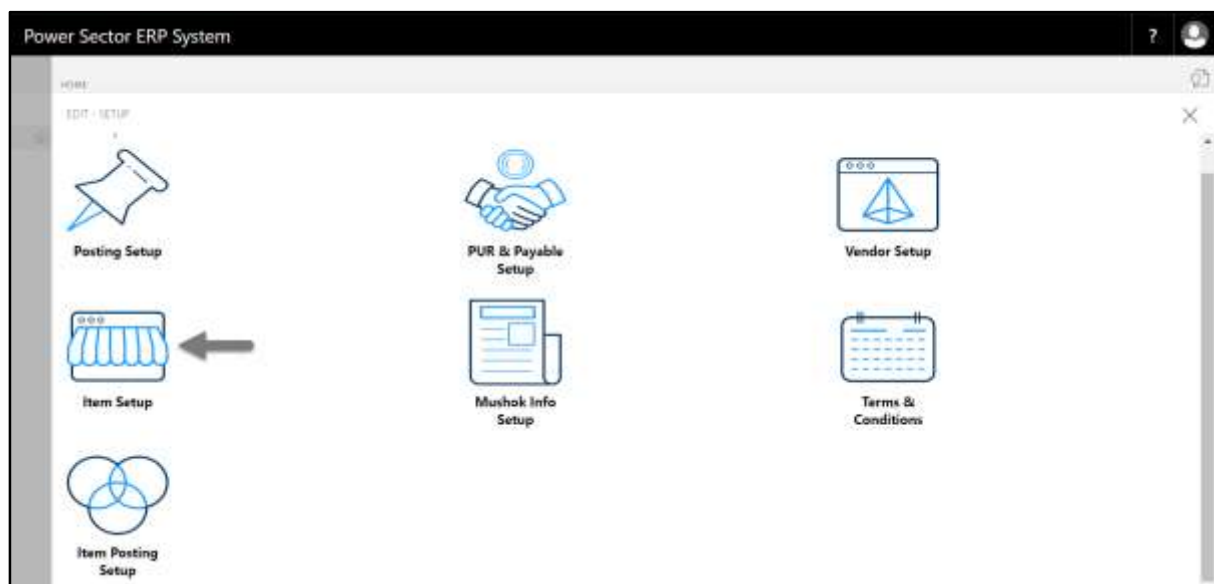 Power Sector ERP System
?
HOME
EDIT - SETUP
Posting Setup
PUR & Payable
Setup
Vendor Setup
Item Setup
Mushok Info
Setup
Terms &
Conditions
Item Posting
Setup